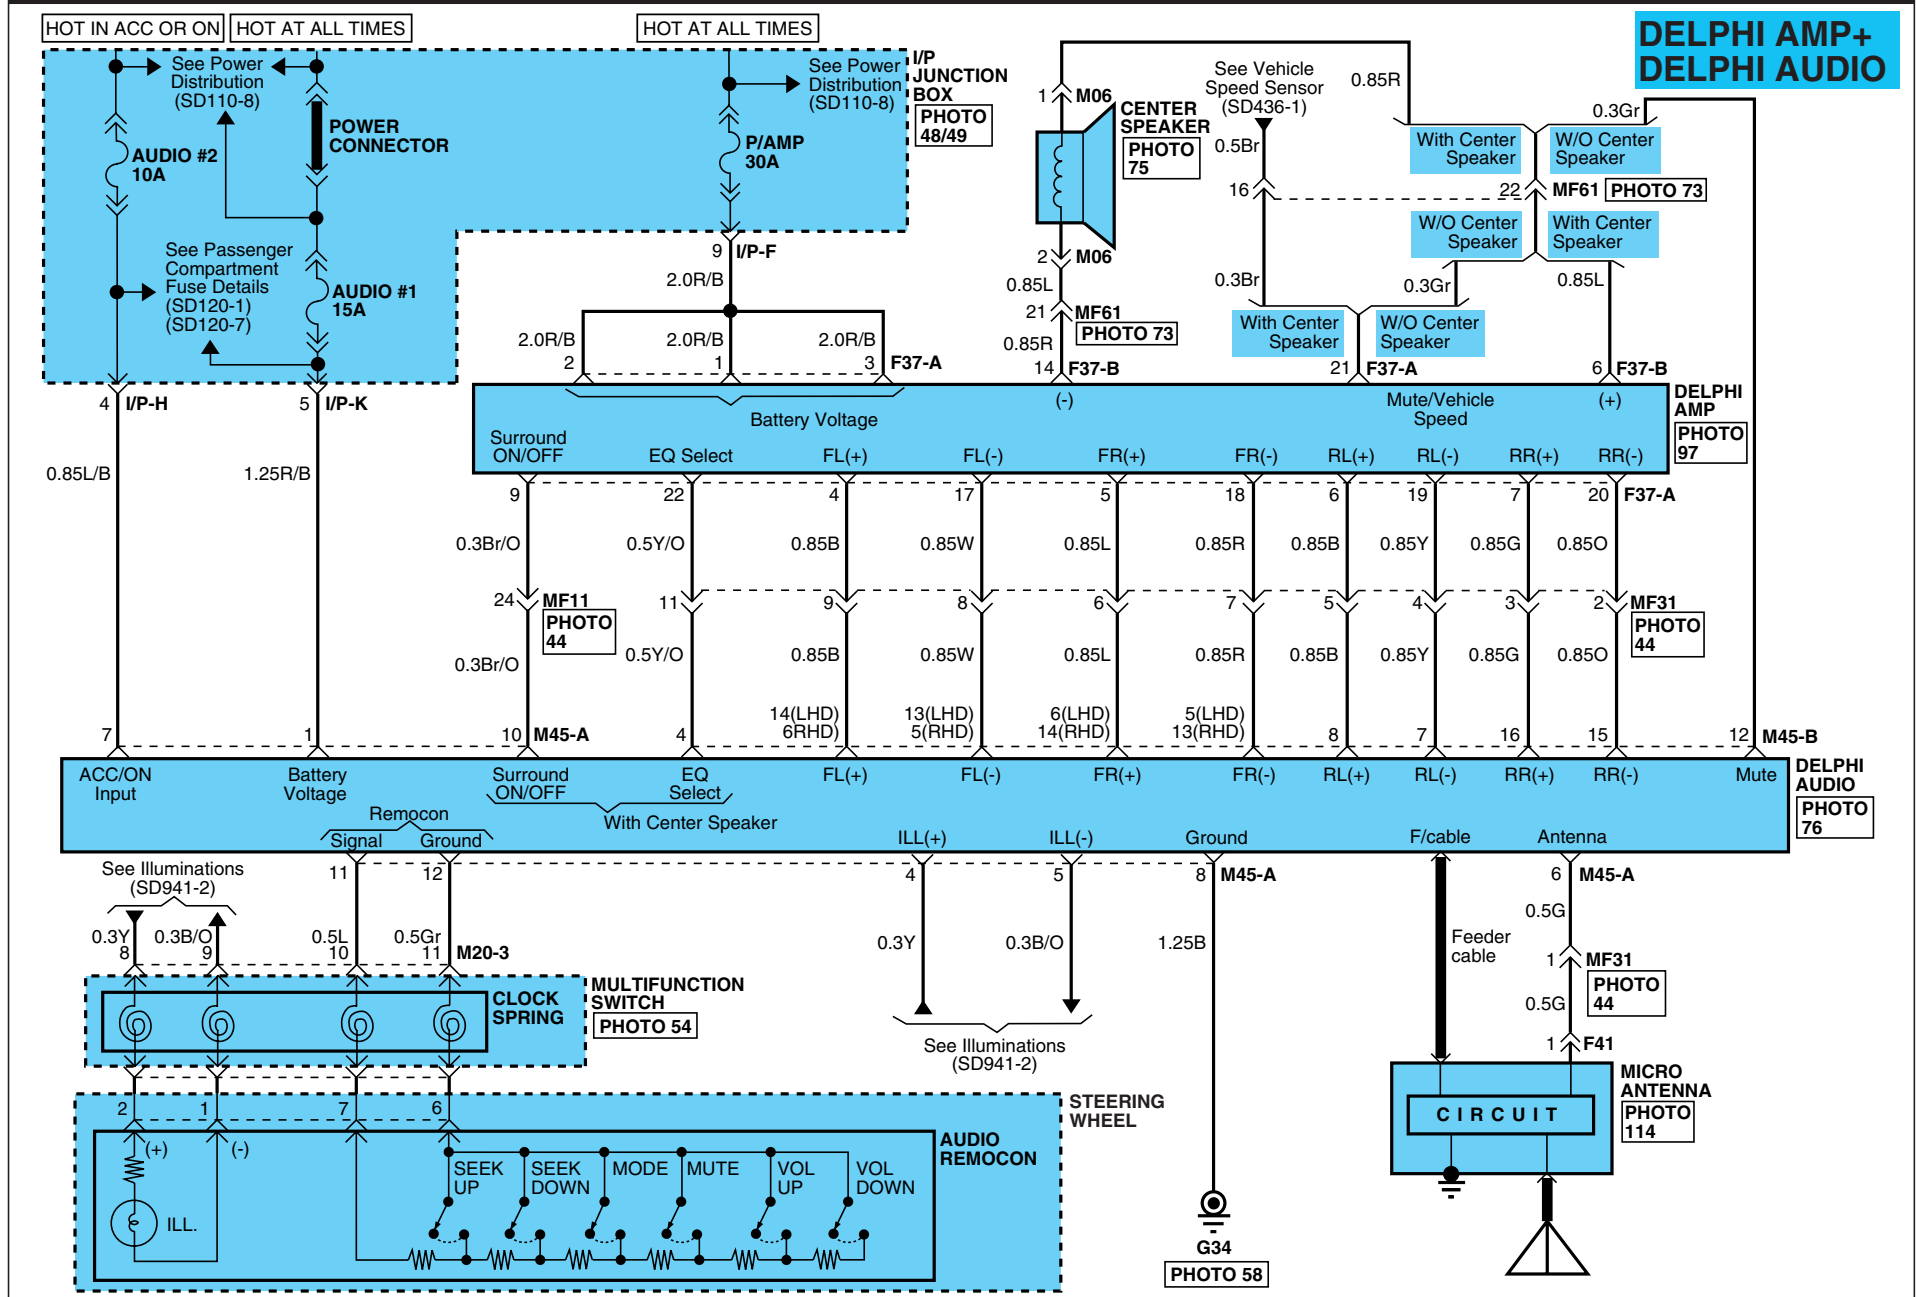 HOT IN ACC OR ON
HOT AT ALL TIMES
HOT AT ALL TIMES
DELPHI AMP+
DELPHI AUDIO
See Power
Distribution
(SD110-8)
See Power
Distribution
(SD110-8)
I/P
JUNCTION
BOX
PHOTO
48/49
POWER
CONNECTOR
AUDIO #2
10A
P/AMP
30A
See Passenger
Compartment
Fuse Details
(SD120-1)
(SD120-7)
AUDIO #1
15A
4 I/P-H
5 I/P-K
9 I/P-F
2.0R/B
2.0R/B
2.0R/B
2.0R/B
2
1
3 F37-A
1 M06
CENTER
SPEAKER
PHOTO
75
2 M06
0.85L
21 MF61
PHOTO 73
0.85R
14 F37-B
See Vehicle
Speed Sensor
(SD436-1)
0.85R
0.5Br
16
0.3Gr
With Center
Speaker
W/O Center
Speaker
22 MF61 PHOTO 73
W/O Center
Speaker
With Center
Speaker
0.3Br
0.3Gr
0.85L
With Center
Speaker
W/O Center
Speaker
21 F37-A
6 F37-B
DELPHI
AMP
PHOTO
97
Battery Voltage
(-)
Mute/Vehicle
Speed
(+)
Surround
ON/OFF
EQ Select
FL(+)
FL(-)
FR(+)
FR(-)
RL(+)
RL(-)
RR(+)
RR(-)
0.85L/B
1.25R/B
9
22
4
17
5
18
6
19
7
20 F37-A
0.3Br/O
0.5Y/O
0.85B
0.85W
0.85L
0.85R
0.85B
0.85Y
0.85G
0.85O
24 MF11
PHOTO
44
11
9
8
6
7
5
4
3
2 MF31
PHOTO
44
0.3Br/O
0.5Y/O
0.85B
0.85W
0.85L
0.85R
0.85B
0.85Y
0.85G
0.85O
7
1
10 M45-A
4
14(LHD)
6RHD)
13(LHD)
5(RHD)
6(LHD)
14(RHD)
5(LHD)
13(RHD)
8
7
16
15
12 M45-B
DELPHI
AUDIO
PHOTO
76
ACC/ON
Input
Battery
Voltage
Surround
ON/OFF
EQ
Select
With Center Speaker
FL(+)
FL(-)
FR(+)
FR(-)
RL(+)
RL(-)
RR(+)
RR(-)
Mute
Remocon
Signal
Ground
ILL(+)
ILL(-)
Ground
F/cable
Antenna
See Illuminations
(SD941-2)
11
12
4
5
8 M45-A
6 M45-A
0.3Y
0.3B/O
0.5L
0.5Gr
8
9
10
11 M20-3
0.3Y
0.3B/O
1.25B
Feeder
cable
0.5G
1 MF31
PHOTO
44
0.5G
1 F41
CLOCK
SPRING
MULTIFUNCTION
SWITCH
PHOTO 54
See Illuminations
(SD941-2)
MICRO
ANTENNA
PHOTO
114
CIRCUIT
STEERING
WHEEL
2
1
7
6
(+)
(-)
AUDIO
REMOCON
SEEK
UP
SEEK
DOWN
MODE
MUTE
VOL
UP
VOL
DOWN
ILL.
G34
PHOTO 58